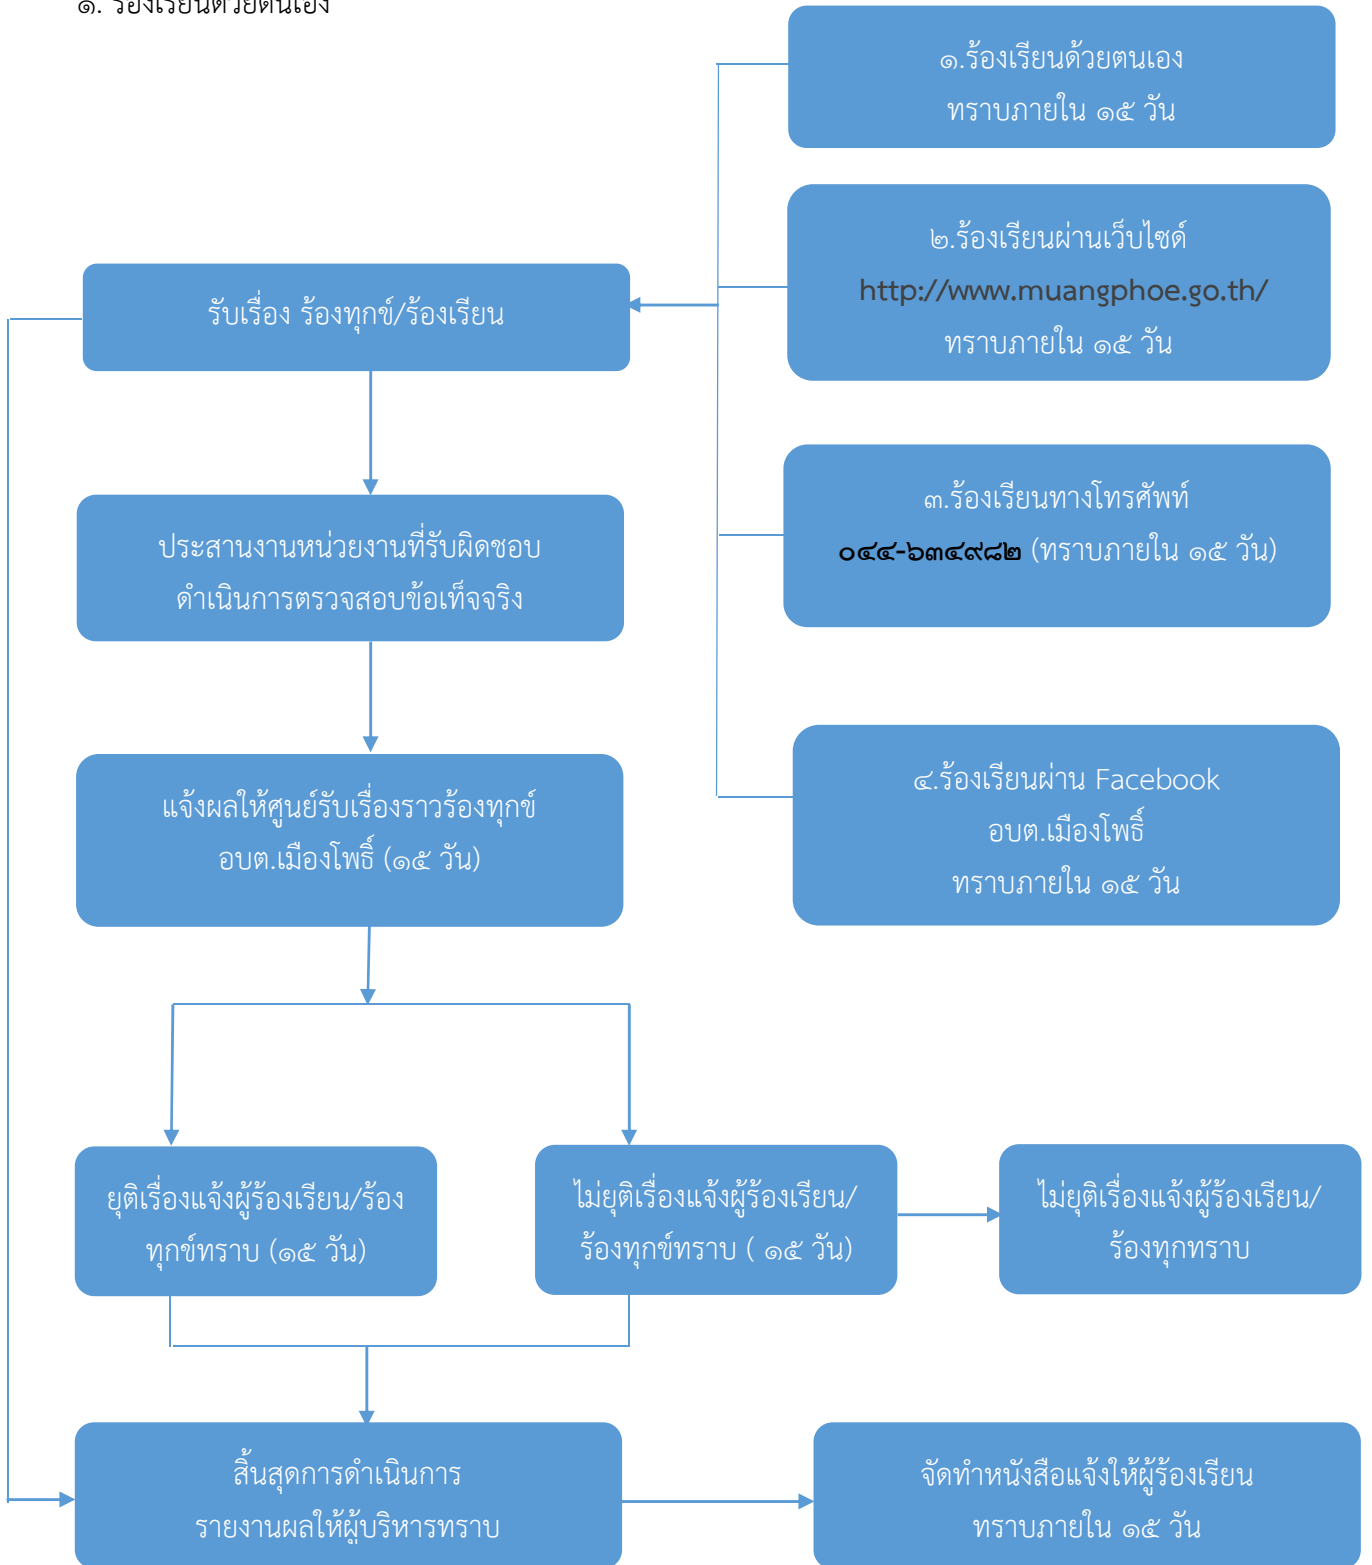 ๑. ร้องเรียนด้วยตนเอง
๑.ร้องเรียนด้วยตนเอง
ทราบภายใน ๑๕ วัน
๒.ร้องเรียนผ่านเว็บไซด์
http://www.muangphoe.go.th/
ทราบภายใน ๑๕ วัน
รับเรื่อง ร้องทุกข์/ร้องเรียน
๓.ร้องเรียนทางโทรศัพท์
๐๔๔-๖๓๔๙๘๒ (ทราบภายใน ๑๕ วัน)
ประสานงานหน่วยงานที่รับผิดชอบ
ดำเนินการตรวจสอบข้อเท็จจริง
๔.ร้องเรียนผ่าน Facebook
อบต.เมืองโพธิ์
ทราบภายใน ๑๕ วัน
แจ้งผลให้ศูนย์รับเรื่องราวร้องทุกข์
อบต.เมืองโพธิ์ (๑๕ วัน)
ยุติเรื่องแจ้งผู้ร้องเรียน/ร้อง
ทุกข์ทราบ (๑๕ วัน)
ไม่ยุติเรื่องแจ้งผู้ร้องเรียน/
ร้องทุกข์ทราบ ( ๑๕ วัน)
ไม่ยุติเรื่องแจ้งผู้ร้องเรียน/
ร้องทุกทราบ
สิ้นสุดการดำเนินการ
รายงานผลให้ผู้บริหารทราบ
จัดทำหนังสือแจ้งให้ผู้ร้องเรียน
ทราบภายใน ๑๕ วัน